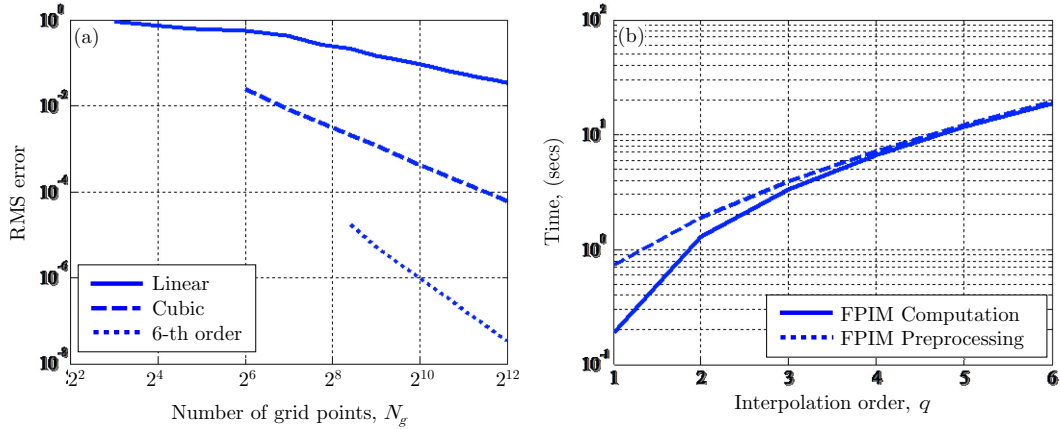 (a)
10^0
10^-2
10^-4
10^-6
10^-8
RMS error
2^2
2^4
2^6
2^8
2^10
2^12
Number of grid points, N_g
Linear
Cubic
6-th order
(b)
10^2
10^1
10^0
10^-1
Time, (secs)
1
2
3
4
5
6
Interpolation order, q
FPIM Computation
FPIM Preprocessing